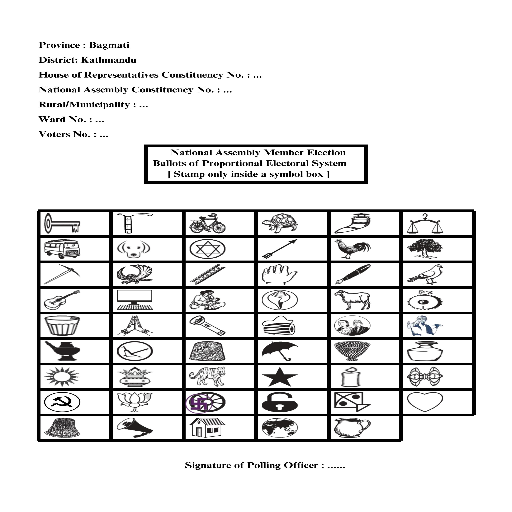 Province : Bagmati
District: Kathmandu
House of Representatives Constituency No. : ...
National Assembly Constituency No. : ...
Rural/Municipality : ...
Ward No. : ...
Voters No. : ...
National Assembly Member Election
Ballots of Proportional Electoral System
[ Stamp only inside a symbol box ]
Signature of Polling Officer : ......